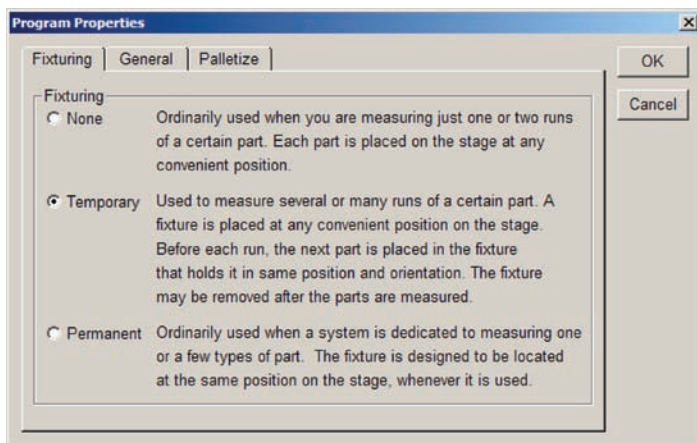 Program Properties
Fixturing General Palletize
OK
Cancel
Fixturing
None Ordinarily used when you are measuring just one or two runs
of a certain part. Each part is placed on the stage at any
convenient position.
Temporary Used to measure several or many runs of a certain part. A
fixture is placed at any convenient position on the stage.
Before each run, the next part is placed in the fixture
that holds it in same position and orientation. The fixture
may be removed after the parts are measured.
Permanent Ordinarily used when a system is dedicated to measuring one
or a few types of part. The fixture is designed to be located
at the same position on the stage, whenever it is used.